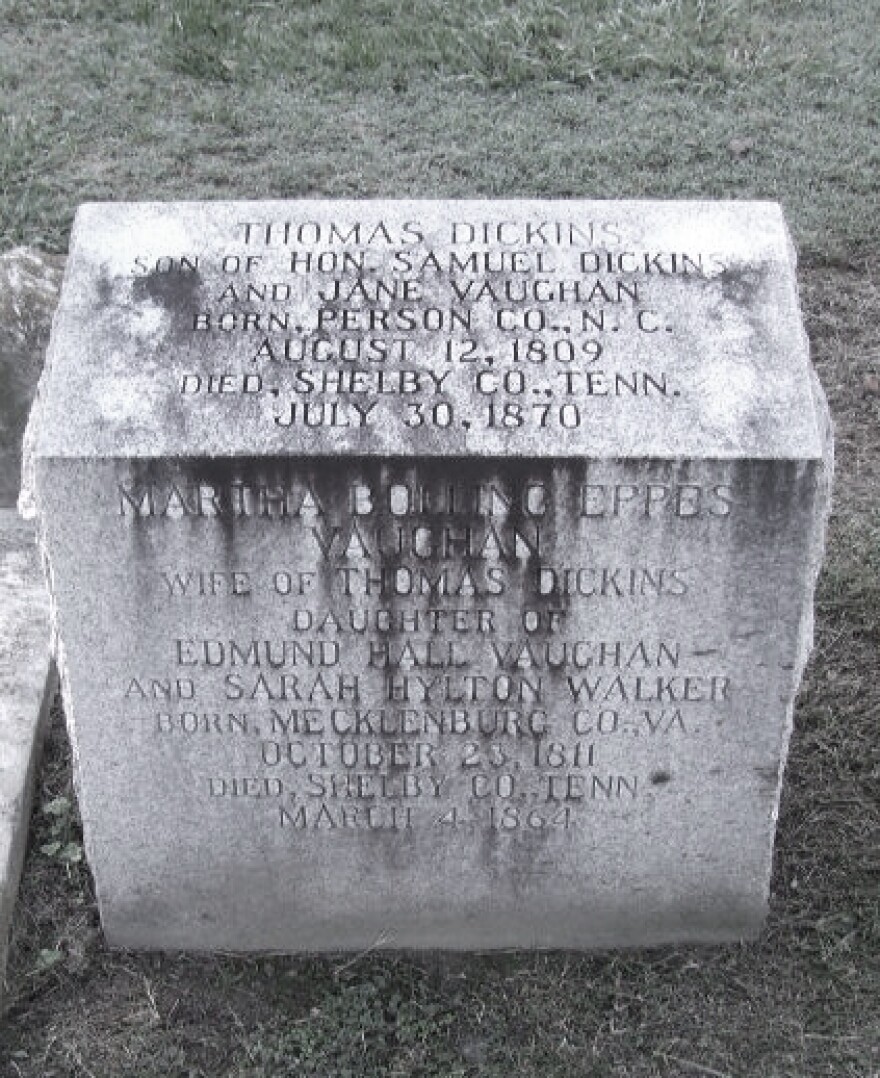 THOMAS DICKINS
SON OF HON. SAMUEL DICKINS
AND JANE VAUGHAN
BORN, PERSON CO., N. C.
AUGUST 12, 1809
DIED, SHELBY CO., TENN.
JULY 30, 1870
MARTHA BOLLING EPPES
VAUGHAN
WIFE OF THOMAS DICKINS
DAUGHTER OF
EDMUND HALL VAUGHAN
AND SARAH HYLTON WALKER
BORN, MECKLENBURG CO., VA.
OCTOBER 23, 1811
DIED, SHELBY CO., TENN.
MARCH 4, 1864